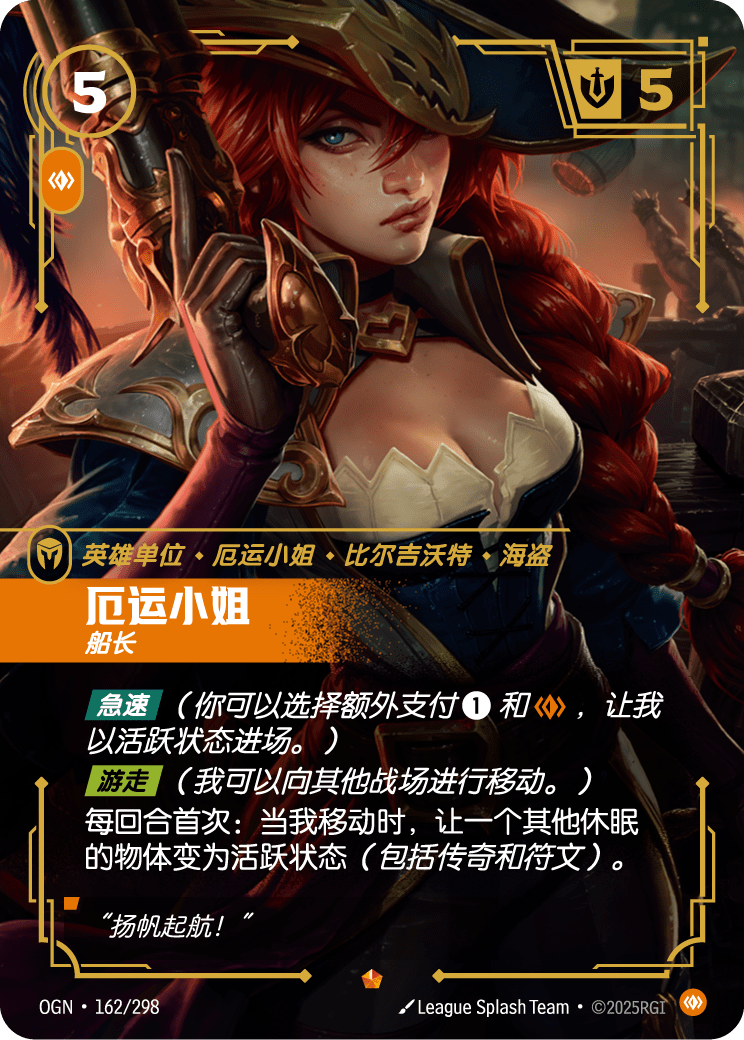 5
5
英雄单位 • 厄运小姐 • 比尔吉沃特 • 海盗
厄运小姐
船长
急速（你可以选择额外支付1和 ，让我
以活跃状态进场。）
游走（我可以向其他战场进行移动。）
每回合首次：当我移动时，让一个其他休眠
的物体变为活跃状态（包括传奇和符文）。
“扬帆起航！”
OGN • 162/298
League Splash Team • ©2025RGI